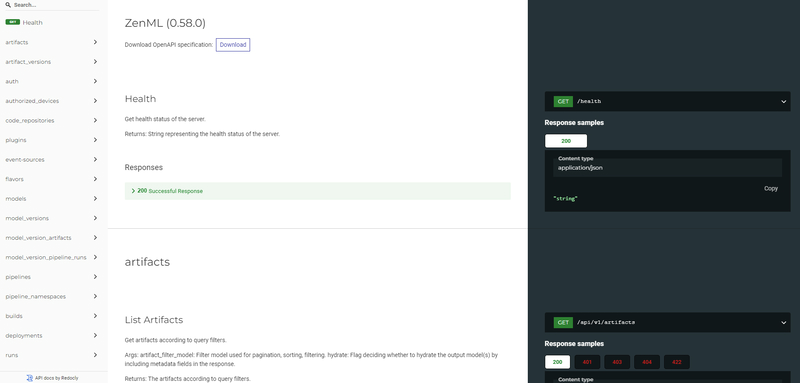 Search...
GET Health
artifacts
artifact_versions
auth
authorized_devices
code_repositories
plugins
event-sources
flavors
models
model_versions
model_version_artifacts
model_version_pipeline_runs
pipelines
pipeline_namespaces
builds
deployments
runs
API docs by Redocly
ZenML (0.58.0)
Download OpenAPI specification: Download
Health
Get health status of the server.
Returns: String representing the health status of the server.
Responses
200 Successful Response
artifacts
List Artifacts
Get artifacts according to query filters.
Args: artifact_filter_model: Filter model used for pagination, sorting, filtering. hydrate: Flag deciding whether to hydrate the output model(s) by
including metadata fields in the response.
Returns: The artifacts according to query filters.
GET /health
Response samples
200
Content type
application/json
Copy
"string"
GET /api/v1/artifacts
Response samples
200 401 403 404 422
Content type